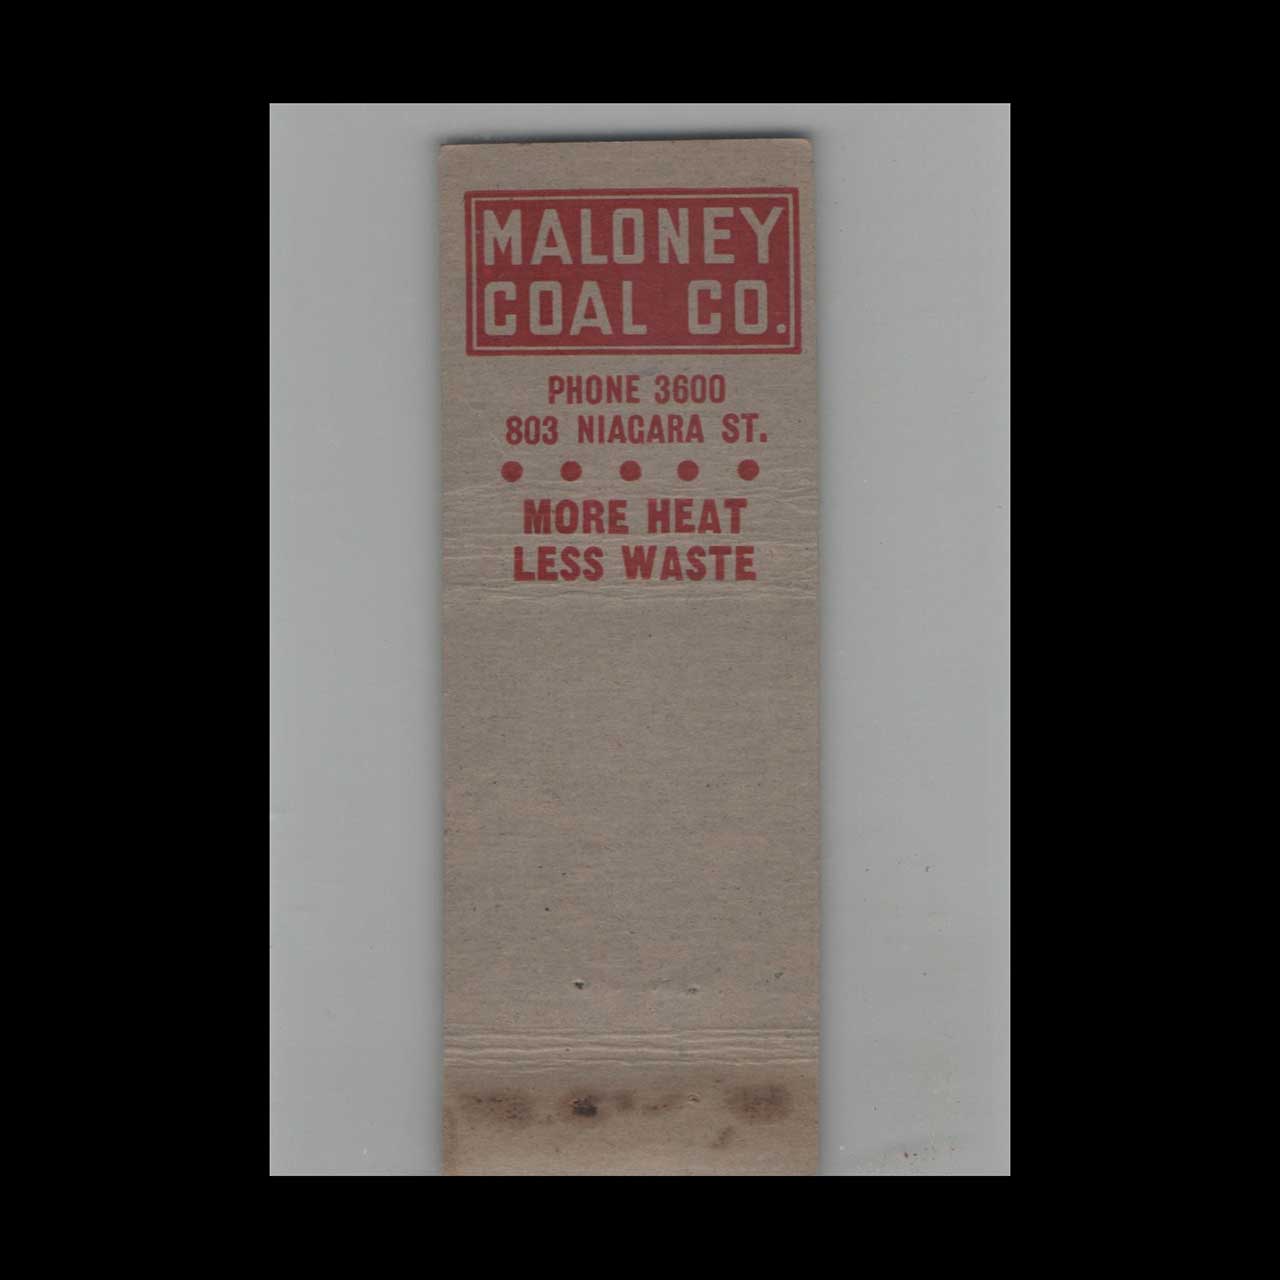 MALONEY
COAL CO.
PHONE 3600
803 NIAGARA ST.
MORE HEAT
LESS WASTE